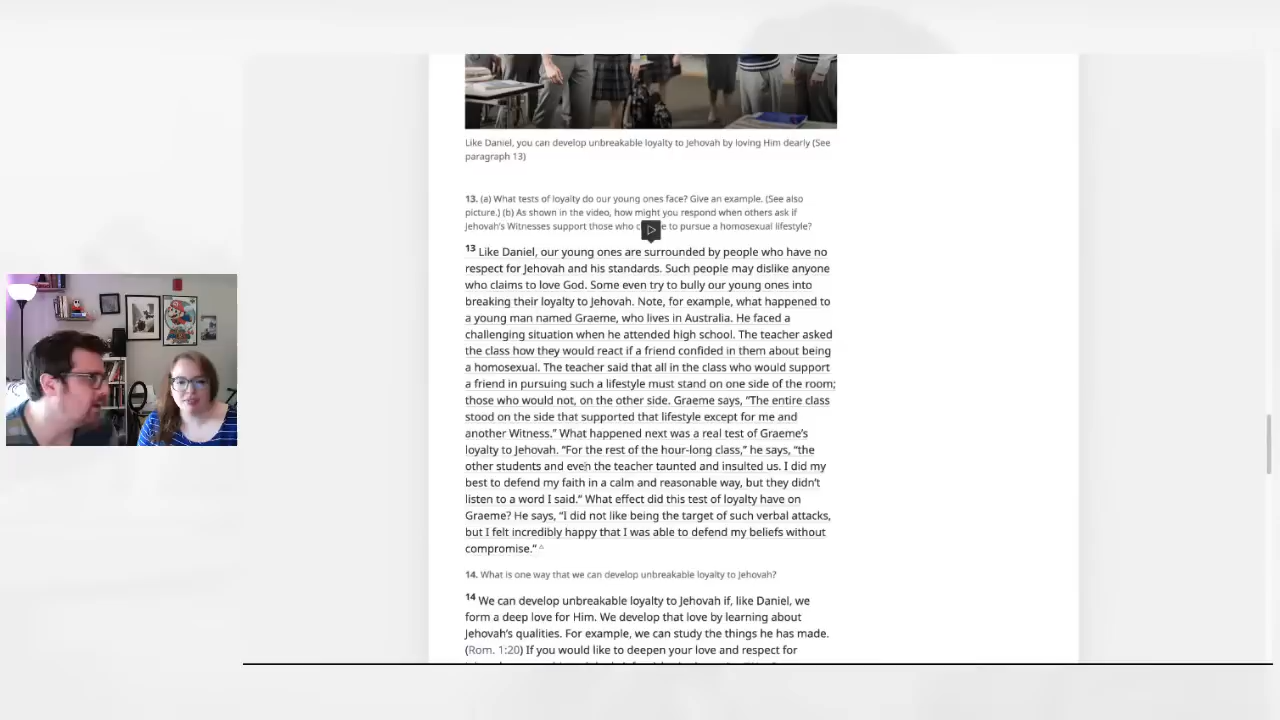 Like Daniel, you can develop unbreakable loyalty to Jehovah by loving Him dearly (See
paragraph 13)
13. (a) What tests of loyalty do our young ones face? Give an example. (See also
picture.) (b) As shown in the video, how might you respond when others ask if
Jehovah's Witnesses support those who to pursue a homosexual lifestyle?
13 Like Daniel, our young ones are surrounded by people who have no
respect for Jehovah and his standards. Such people may dislike anyone
who claims to love God. Some even try to bully our young ones into
breaking their loyalty to Jehovah. Note, for example, what happened to
a young man named Graeme, who lives in Australia. He faced a
challenging situation when he attended high school. The teacher asked
the class how they would react if a friend confided in them about being
a homosexual. The teacher said that all in the class who would support
a friend in pursuing such a lifestyle must stand on one side of the room;
those who would not, on the other side. Graeme says, "The entire class
stood on the side that supported that lifestyle except for me and
another Witness." What happened next was a real test of Graeme's
loyalty to Jehovah. "For the rest of the hour-long class," he says, "the
other students and even the teacher taunted and insulted us. I did my
best to defend my faith in a calm and reasonable way, but they didn't
listen to a word I said." What effect did this test of loyalty have on
Graeme? He says, "I did not like being the target of such verbal attacks,
but I felt incredibly happy that I was able to defend my beliefs without
compromise." ^
14. What is one way that we can develop unbreakable loyalty to Jehovah?
14 We can develop unbreakable loyalty to Jehovah if, like Daniel, we
form a deep love for Him. We develop that love by learning about
Jehovah's qualities. For example, we can study the things he has made.
(Rom. 1:20) If you would like to deepen your love and respect for